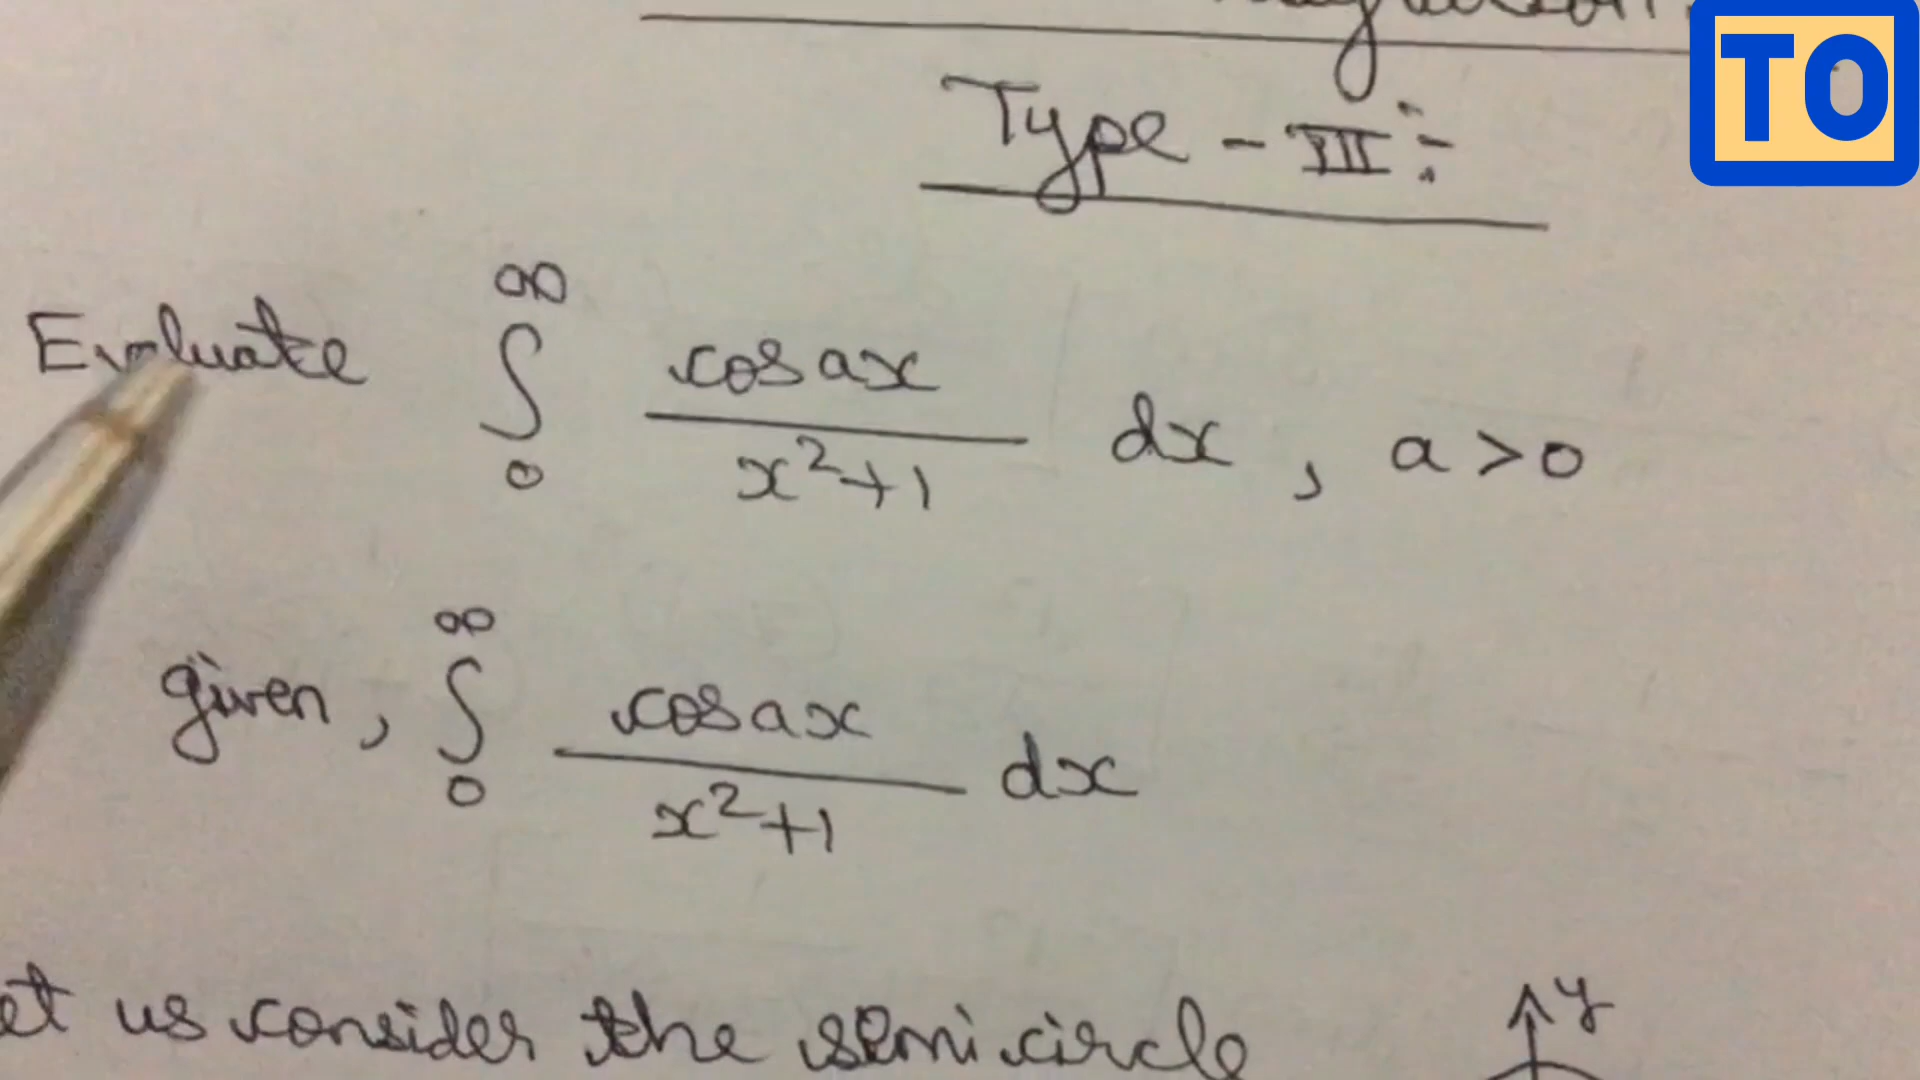 TO
Type - III :-
Evaluate ∫₀^∞ cos ax / x²+1 dx , a > 0
given, ∫₀^∞ cos ax / x²+1 dx
us consider the semicircle
y